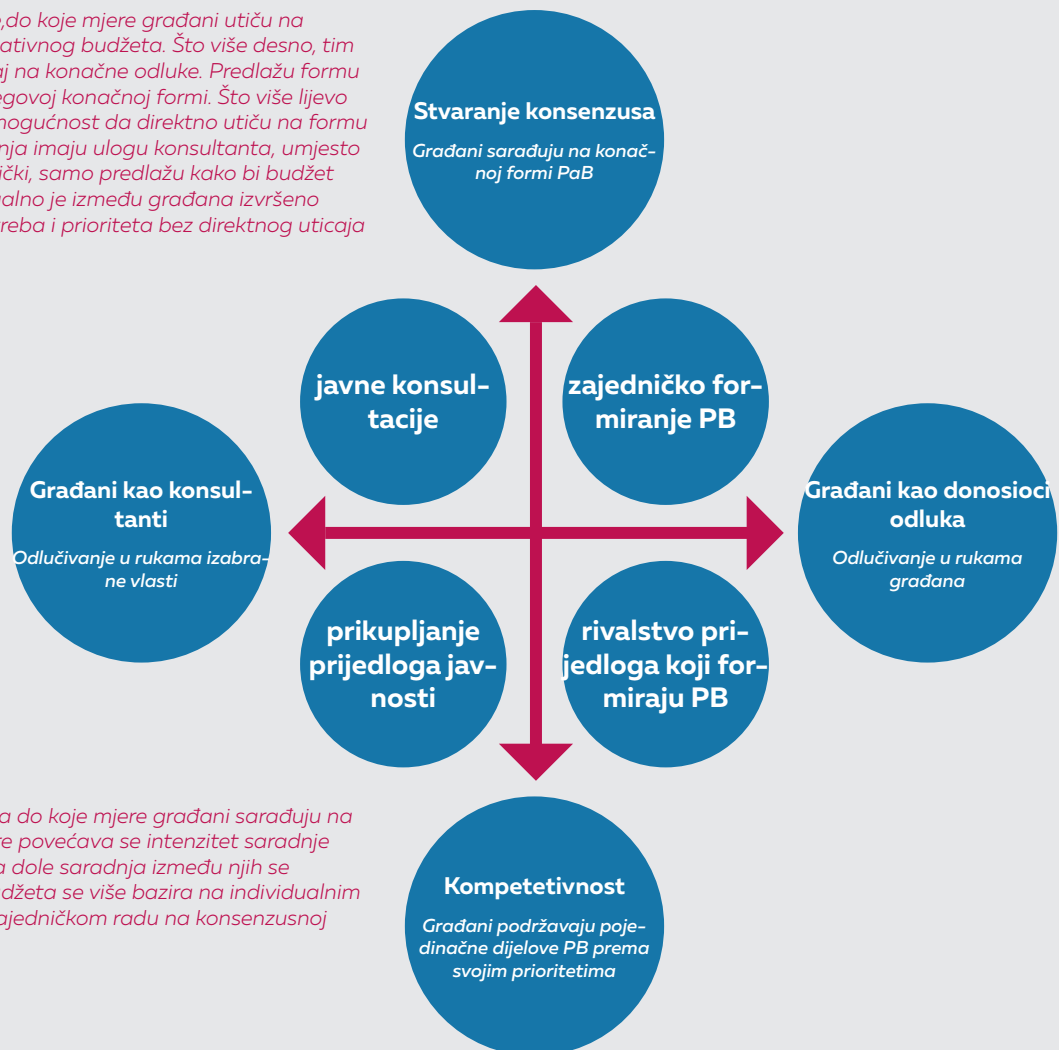 ,do koje mjere građani utiču na
ativnog budžeta. Što više desno, tim
j na konačne odluke. Predlažu formu
egovoj konačnoj formi. Što više lijevo
mogućnost da direktno utiču na formu
nja imaju ulogu konsultanta, umjesto
ički, samo predlažu kako bi budžet
alno je između građana izvršeno
treba i prioriteta bez direktnog uticaja
Stvaranje konsenzusa
Građani sarađuju na konač-
noj formi PaB
javne konsul-
tacije
zajedničko for-
miranje PB
Građani kao konsul-
tanti
Odlučivanje u rukama izabra-
ne vlasti
Građani kao donosioci
odluka
Odlučivanje u rukama
građana
prikupljanje
prijedloga jav-
nosti
rivalstvo pri-
jedloga koji for-
miraju PB
a do koje mjere građani sarađuju na
re povećava se intenzitet saradnje
a dole saradnja između njih se
džeta se više bazira na individualnim
zajedničkom radu na konsenzusnoj
Kompetetivnost
Građani podržavaju poje-
dinačne dijelove PB prema
svojim prioritetima